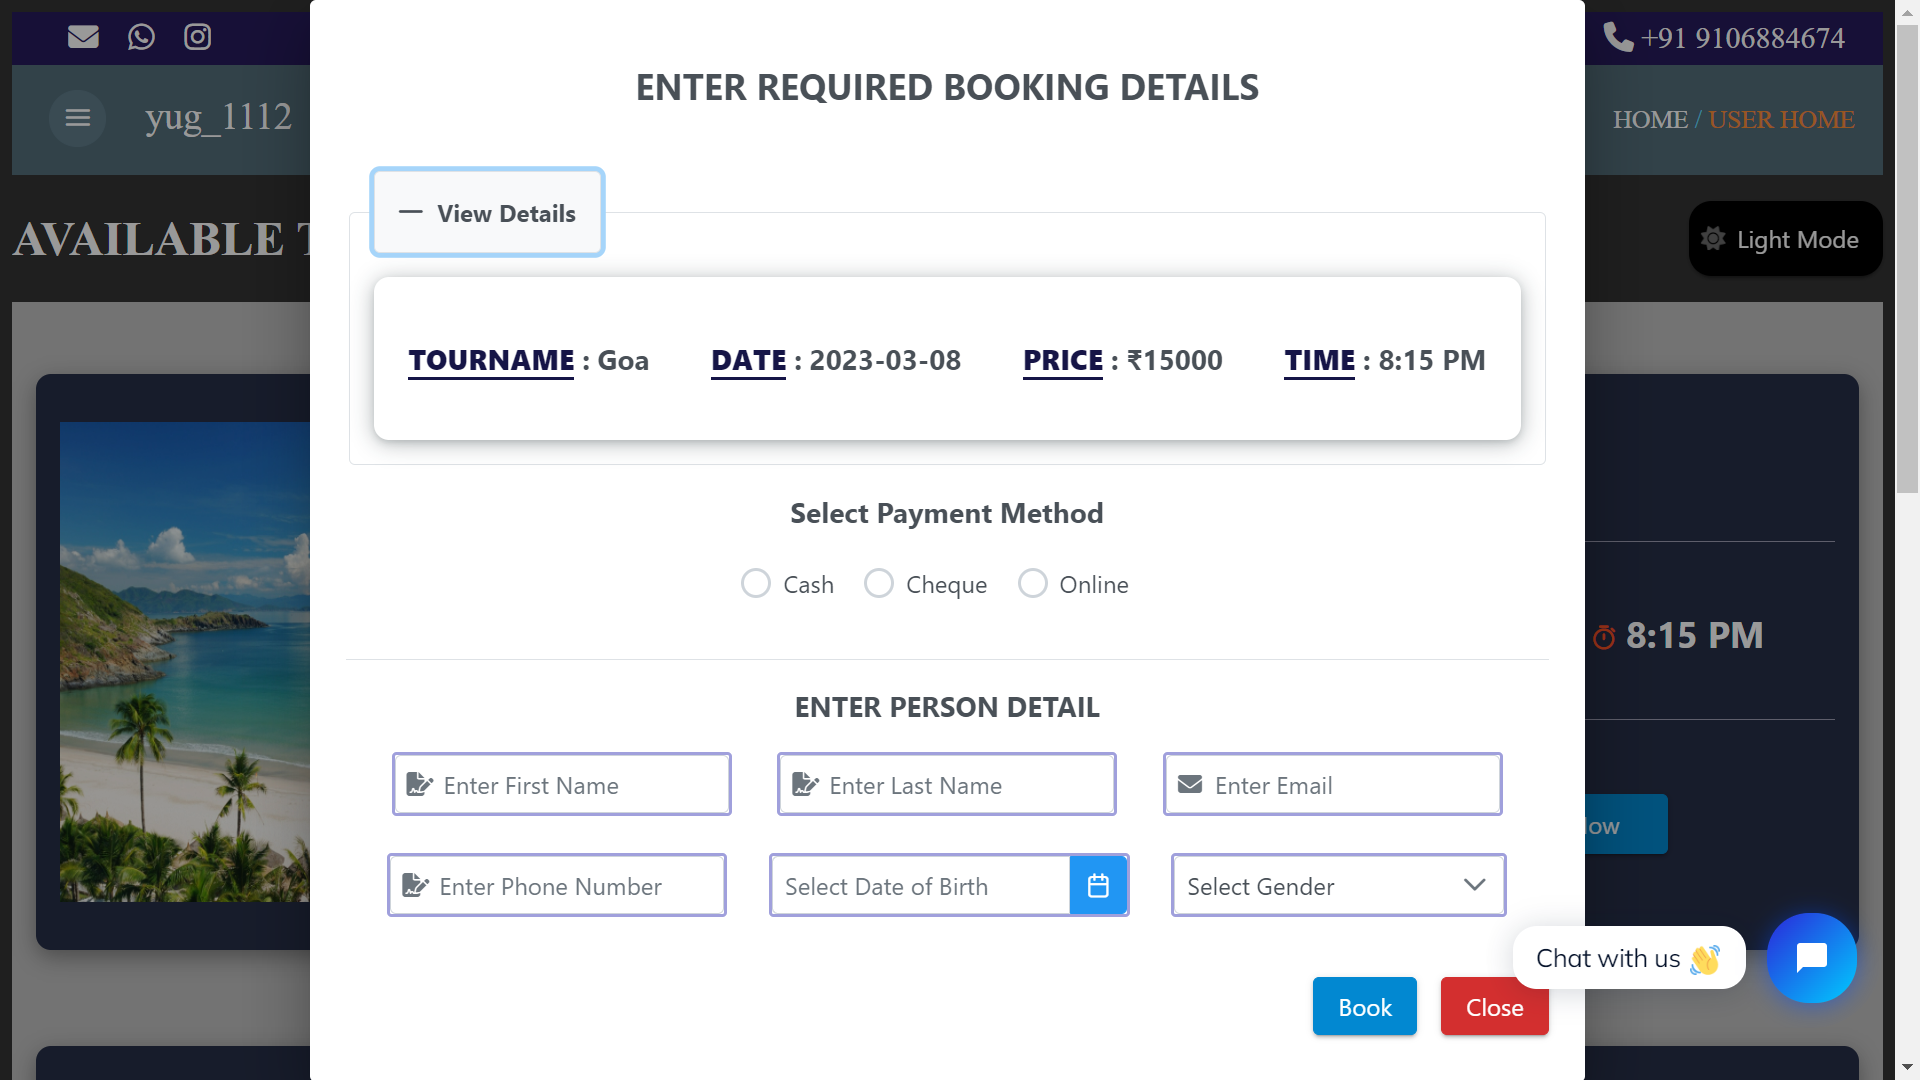 +91 9106884674
yug_1112
HOME / USER HOME
ENTER REQUIRED BOOKING DETAILS
View Details
AVAILABLE
Light Mode
TOURNAME : Goa
DATE : 2023-03-08
PRICE : ₹15000
TIME : 8:15 PM
Select Payment Method
Cash
Cheque
Online
8:15 PM
ENTER PERSON DETAIL
Enter First Name
Enter Last Name
Enter Email
Enter Phone Number
Select Date of Birth
Select Gender
Chat with us 👋
Book
Close